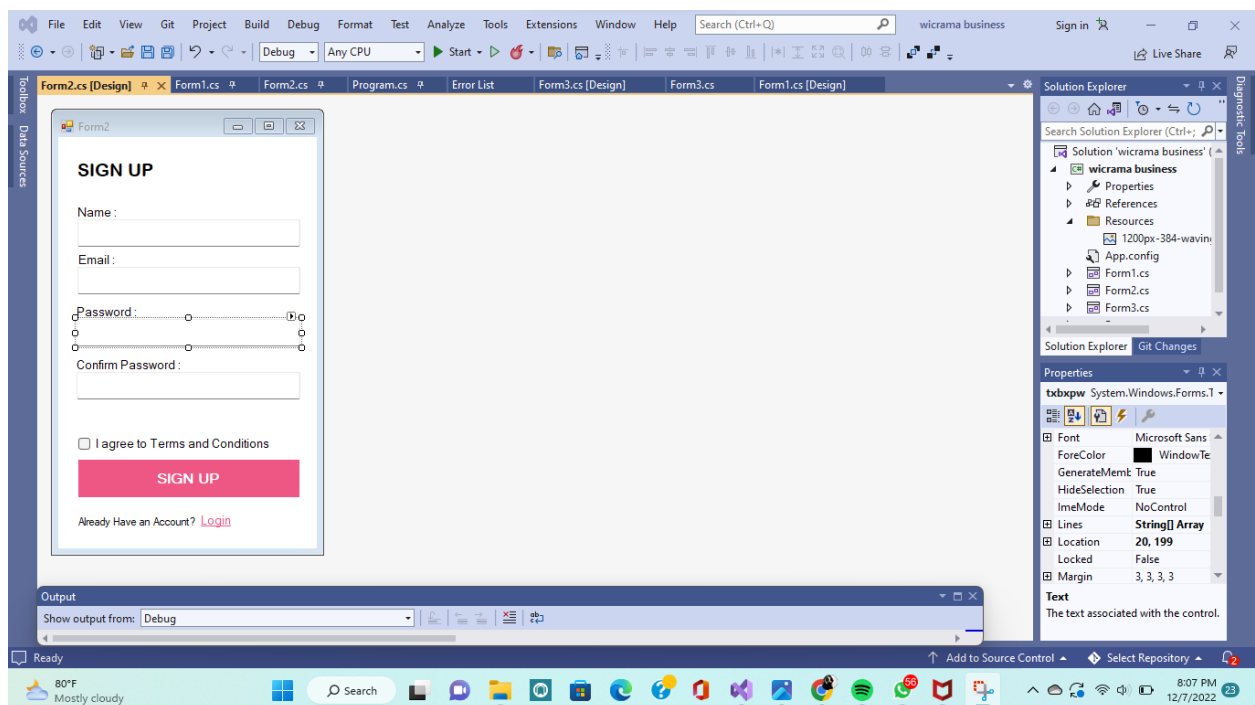 File Edit View Git Project Build Debug Format Test Analyze Tools Extensions Window Help Search (Ctrl+Q) wicrama business Sign in
Debug Any CPU Start Live Share
Toolbox
Data Sources
Form2.cs [Design] Form1.cs Form2.cs Program.cs Error List Form3.cs [Design] Form3.cs Form1.cs [Design]
Form2
SIGN UP
Name :
Email :
Password :
Confirm Password :
I agree to Terms and Conditions
SIGN UP
Already Have an Account? Login
Solution Explorer
Search Solution Explorer (Ctrl+;
Solution 'wicrama business' (
wicrama business
Properties
References
Resources
1200px-384-waving
App.config
Form1.cs
Form2.cs
Form3.cs
Solution Explorer Git Changes
Diagnostic Tools
Properties
txbxpw System.Windows.Forms.T
Font Microsoft Sans
ForeColor WindowTe
GenerateMemb True
HideSelection True
ImeMode NoControl
Lines String[] Array
Location 20, 199
Locked False
Margin 3, 3, 3, 3
Text
The text associated with the control.
Output
Show output from: Debug
Ready Add to Source Control Select Repository 2
80°F
Mostly cloudy
Search
56
8:07 PM
12/7/2022
23